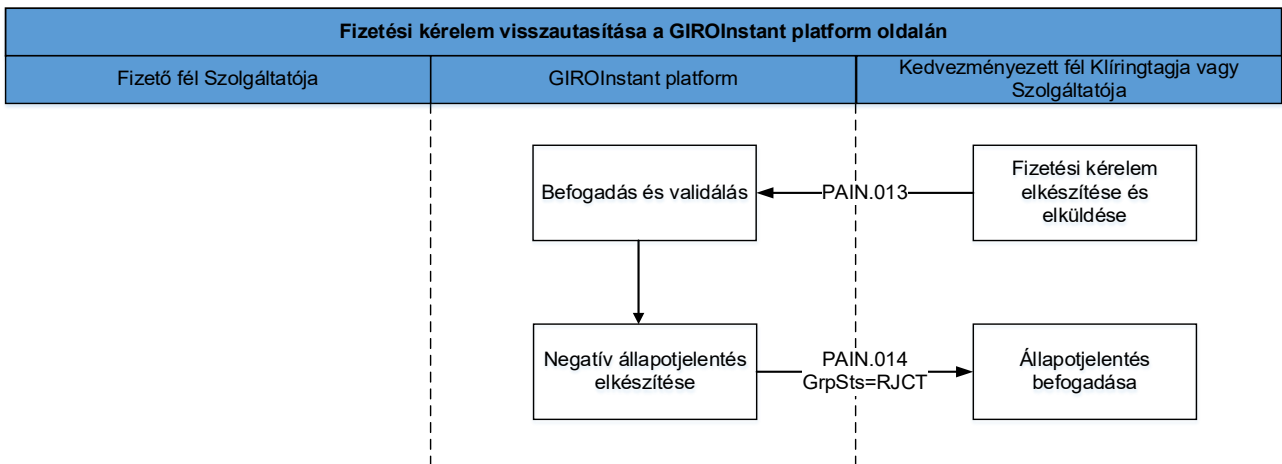 Fizetési kérelem visszautasítása a GIROInstant platform oldalán
Fizető fél Szolgáltatója
GIROInstant platform
Kedvezményezett fél Klíringtagja vagy
Szolgáltatója
Befogadás és validálás
PAIN.013
Fizetési kérelem
elkészítése és
elküldése
Negatív állapotjelentés
elkészítése
PAIN.014
GrpSts=RJCT
Állapotjelentés
befogadása